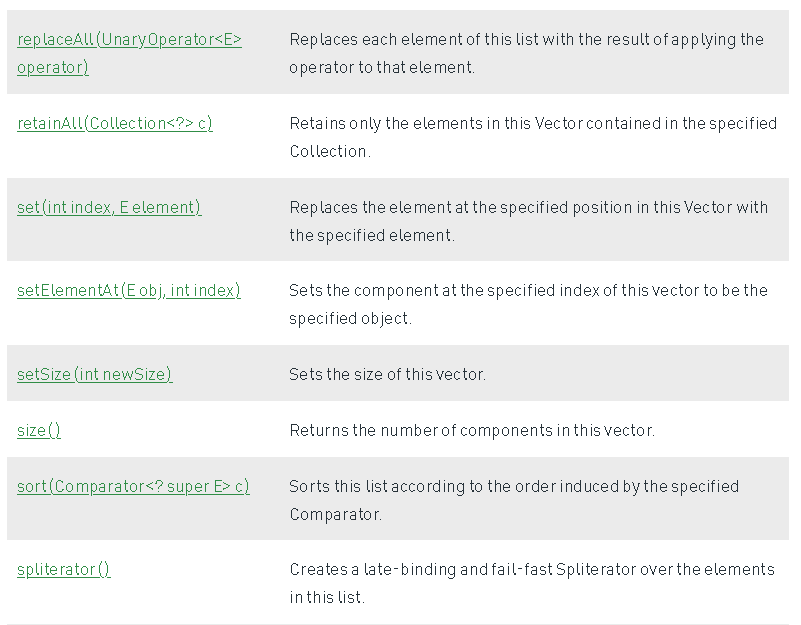 replaceAll(UnaryOperator<E> operator)
Replaces each element of this list with the result of applying the
operator to that element.
retainAll(Collection<?> c)
Retains only the elements in this Vector contained in the specified
Collection.
set(int index, E element)
Replaces the element at the specified position in this Vector with
the specified element.
setElementAt(E obj, int index)
Sets the component at the specified index of this vector to be the
specified object.
setSize(int newSize)
Sets the size of this vector.
size()
Returns the number of components in this vector.
sort(Comparator<? super E> c)
Sorts this list according to the order induced by the specified
Comparator.
spliterator()
Creates a late-binding and fail-fast Spliterator over the elements
in this list.